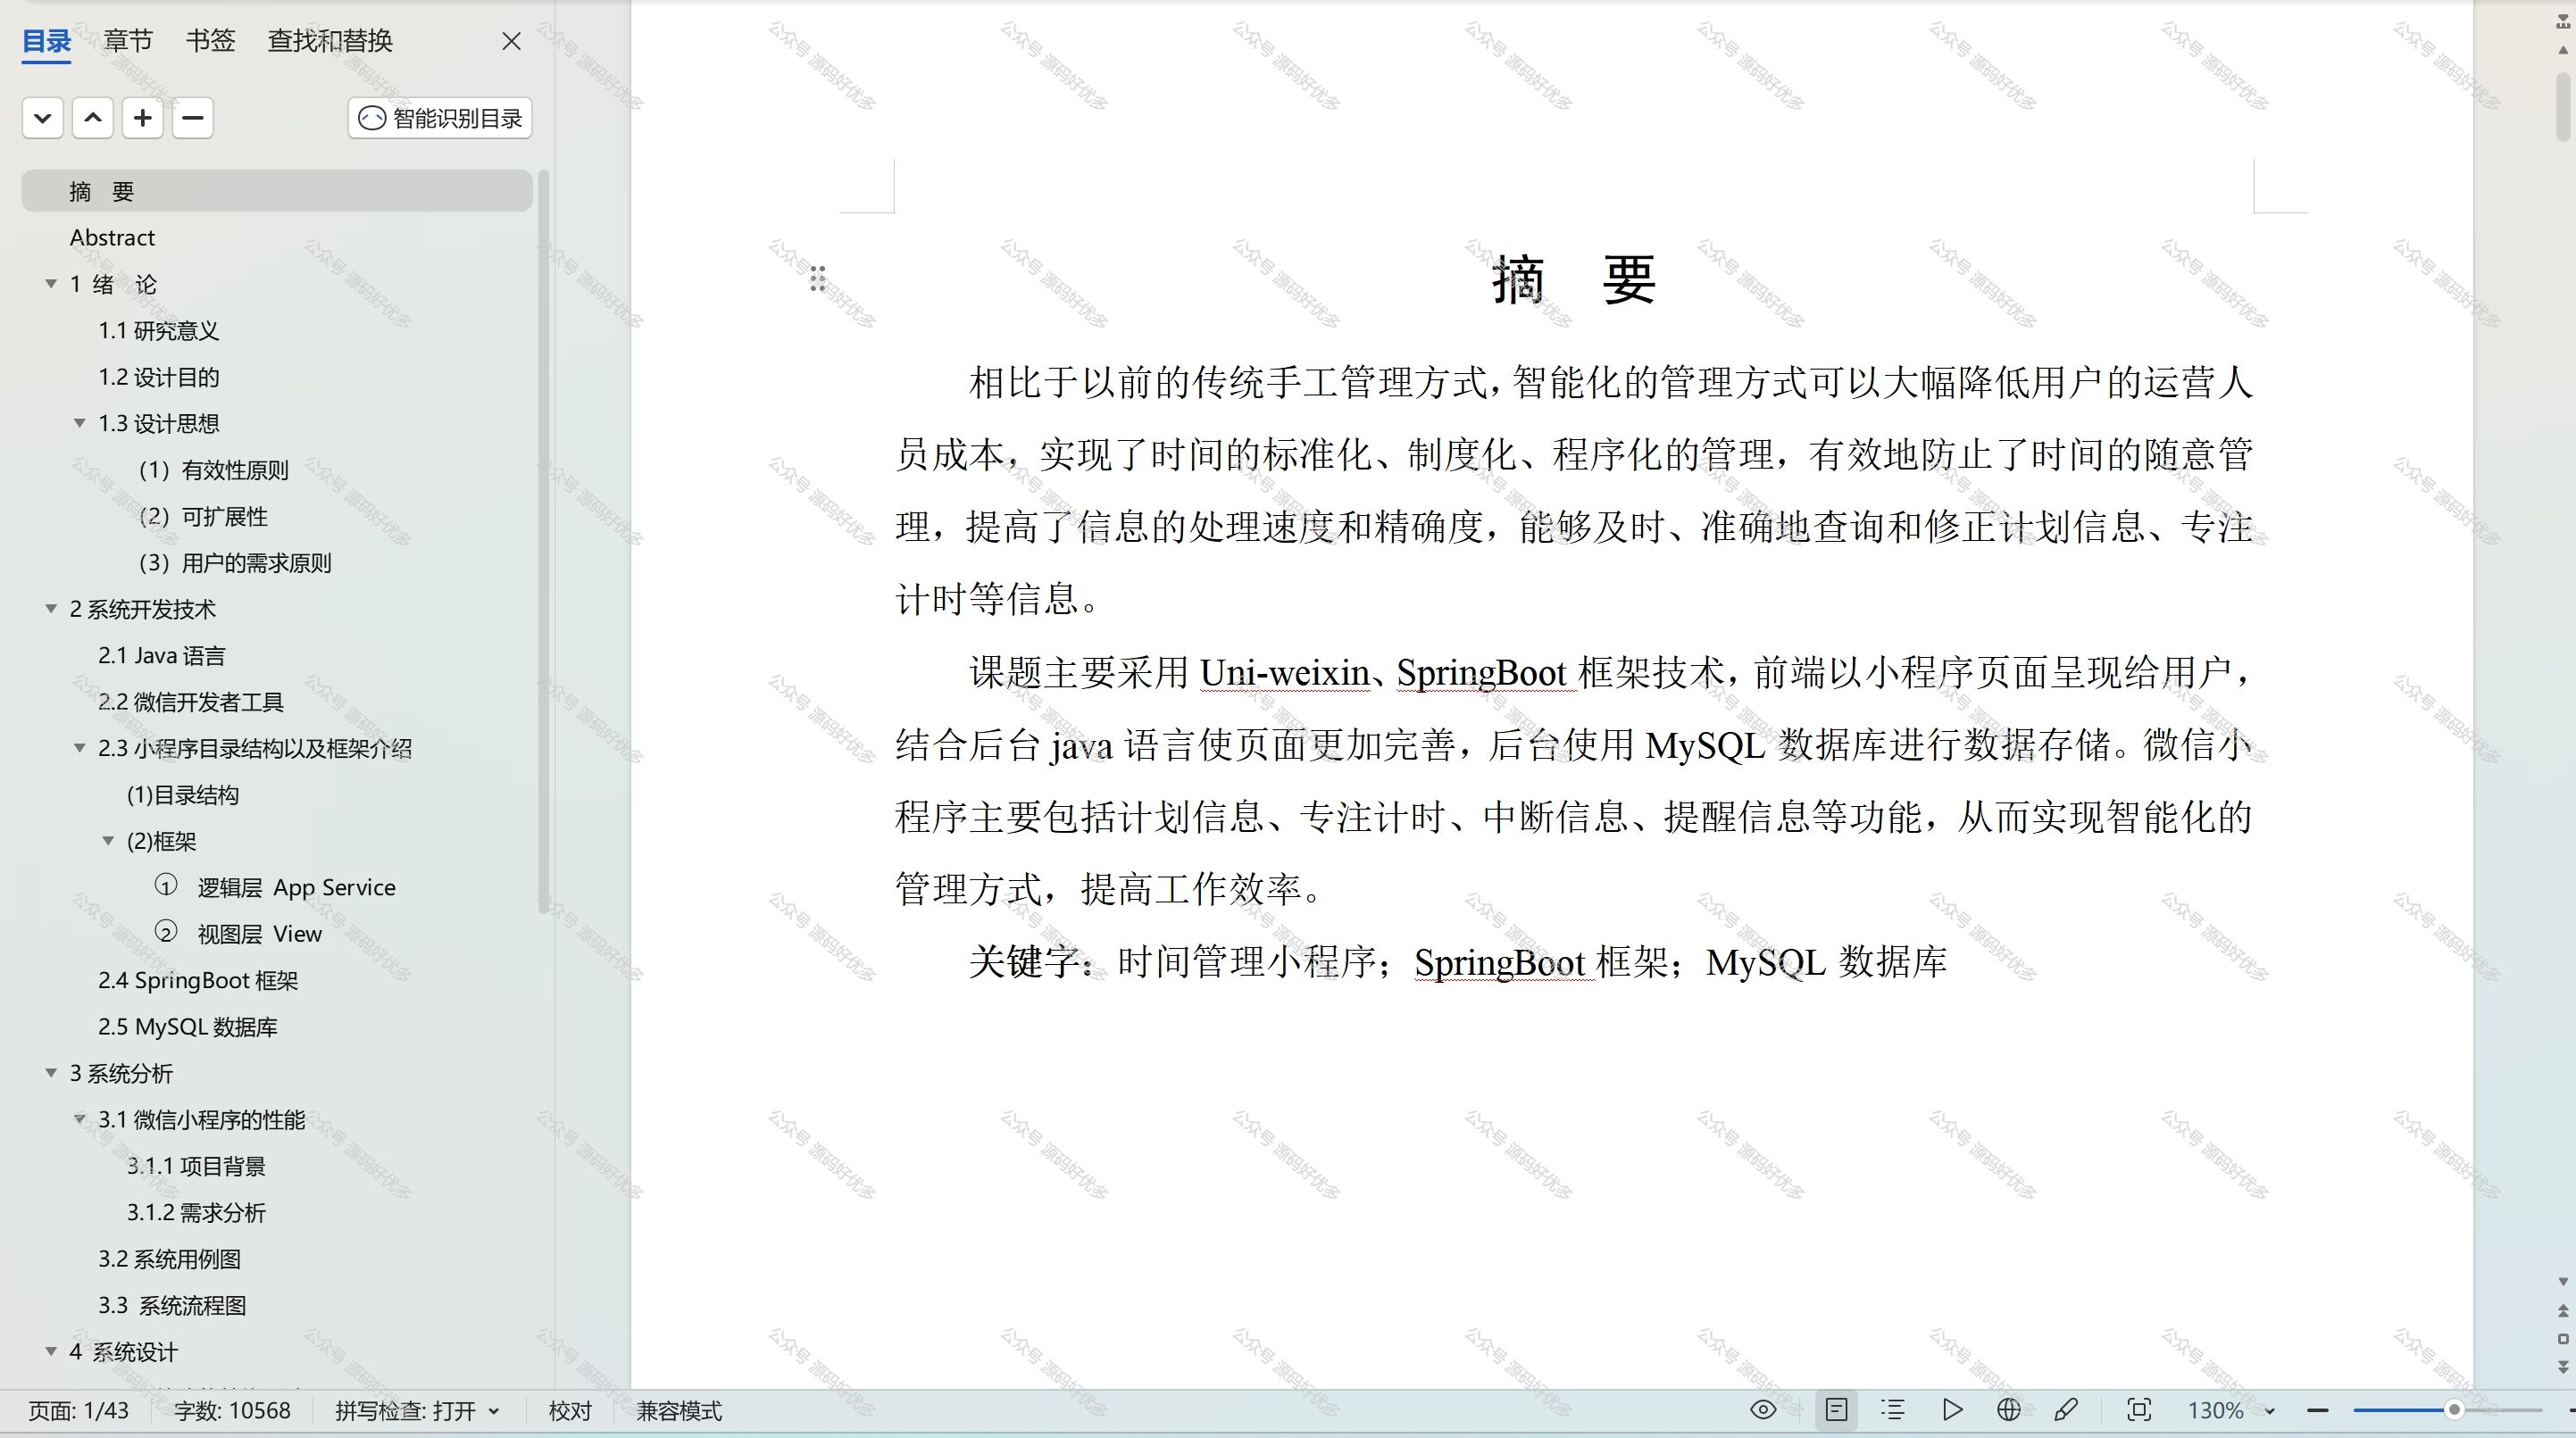 目录 章节 书签 查找和替换
智能识别目录
摘 要
Abstract
1 绪 论
1.1 研究意义
1.2 设计目的
1.3 设计思想
（1）有效性原则
（2）可扩展性
（3）用户的需求原则
2 系统开发技术
2.1 Java 语言
2.2 微信开发者工具
2.3 小程序目录结构以及框架介绍
(1)目录结构
(2)框架
① 逻辑层 App Service
② 视图层 View
2.4 SpringBoot 框架
2.5 MySQL 数据库
3 系统分析
3.1 微信小程序的性能
3.1.1 项目背景
3.1.2 需求分析
3.2 系统用例图
3.3 系统流程图
4 系统设计
摘 要
相比于以前的传统手工管理方式，智能化的管理方式可以大幅降低用户的运营人
员成本，实现了时间的标准化、制度化、程序化的管理，有效地防止了时间的随意管
理，提高了信息的处理速度和精确度，能够及时、准确地查询和修正计划信息、专注
计时等信息。
课题主要采用 Uni-weixin、SpringBoot 框架技术，前端以小程序页面呈现给用户，
结合后台 java 语言使页面更加完善，后台使用 MySQL 数据库进行数据存储。微信小
程序主要包括计划信息、专注计时、中断信息、提醒信息等功能，从而实现智能化的
管理方式，提高工作效率。
关键字：时间管理小程序；SpringBoot 框架；MySQL 数据库
页面: 1/43 字数: 10568 拼写检查: 打开 校对 兼容模式 130%
公众号 源码好优多